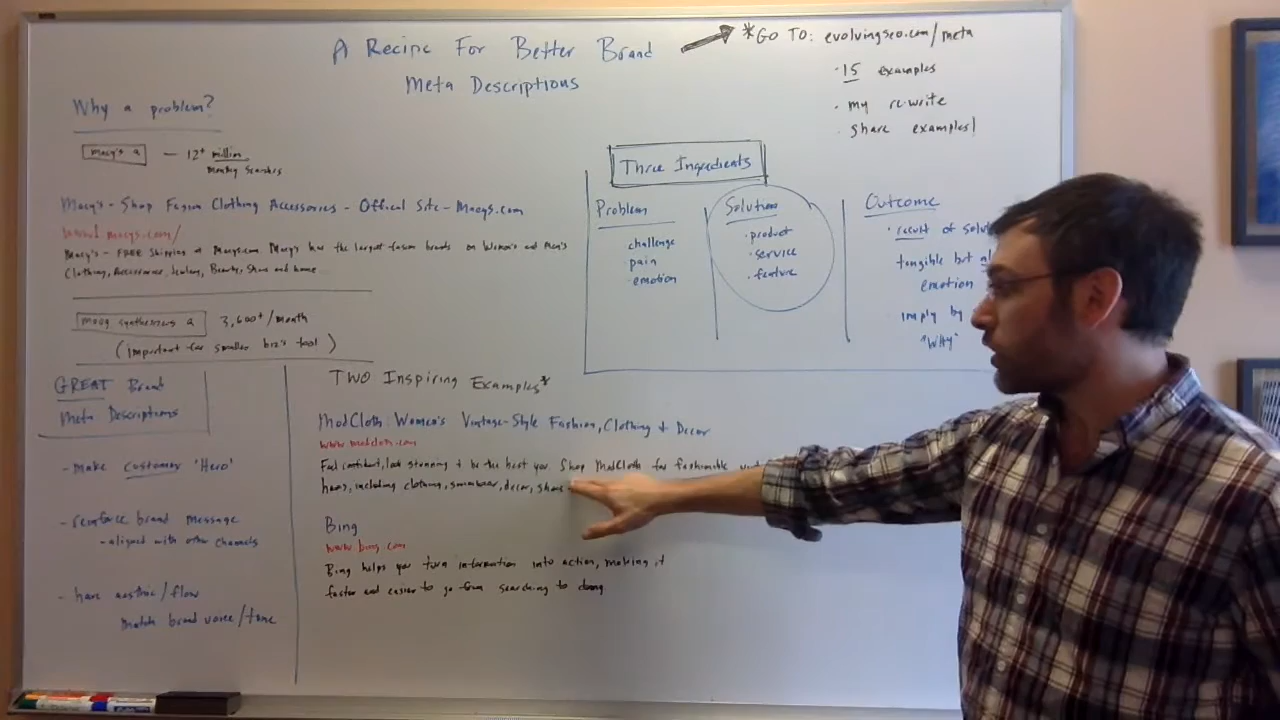 A Recipe For Better Brand
Meta Descriptions
*Go To: evolvingseo.com/meta
· 15 examples
· my re-write
· share examples!
Why a problem?
macy's
— 12+ million
monthly searches
Macy's - Shop Fashion Clothing Accessories - Official Site - Macys.com
www1.macys.com/
Macy's - FREE Shipping at Macys.com. Macy's has the largest brands on Women's and Men's
Clothing, Accessories, Jewelry, Beauty, Shoes and home
moog synthesizers
3,600+/month
(important for smaller biz's too!)
Three Ingredients
Problem
challenge
pain
emotion
Solution
· product
· service
· feature
Outcome
· result of
tangible but
emotion
· imply by
"Why"
GREAT Brand
Meta Descriptions
- make customer 'Hero'
- reinforce brand message
- aligned with other channels
- have aesthetic/flow
match brand voice/tone
Two Inspiring Examples*
ModCloth: Women's Vintage-Style Fashion, Clothing + Decor
www.modcloth.com
Feel confident, look stunning + be the best you. Shop ModCloth for fashionable
including clothing, swimwear, decor, shoes
Bing
www.bing.com
Bing helps you turn information into action, making it
faster and easier to go from searching to doing.